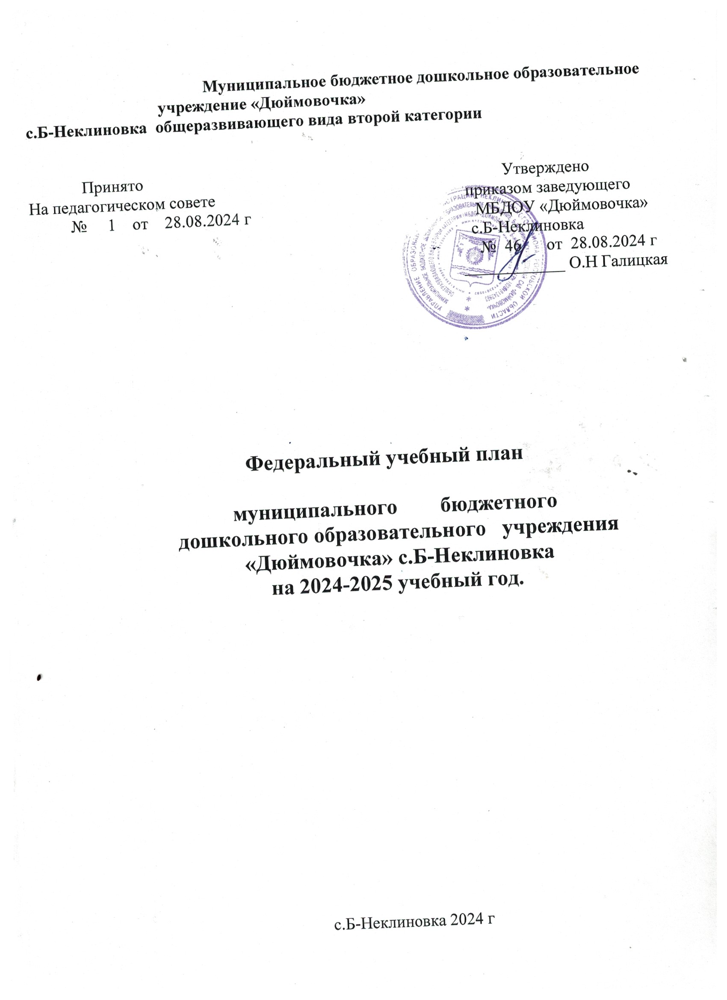 Муниципальное бюджетное дошкольное образовательное
учреждение «Дюймовочка»
с.Б-Неклиновка общеразвивающего вида второй категории
Принято
На педагогическом совете
№ 1 от 28.08.2024 г
Утверждено
приказом заведующего
МБДОУ «Дюймовочка»
с.Б-Неклиновка
№ 46 от 28.08.2024 г
О.Н Галицкая
Федеральный учебный план
муниципального бюджетного
дошкольного образовательного учреждения
«Дюймовочка» с.Б-Неклиновка
на 2024-2025 учебный год.
с.Б-Неклиновка 2024 г